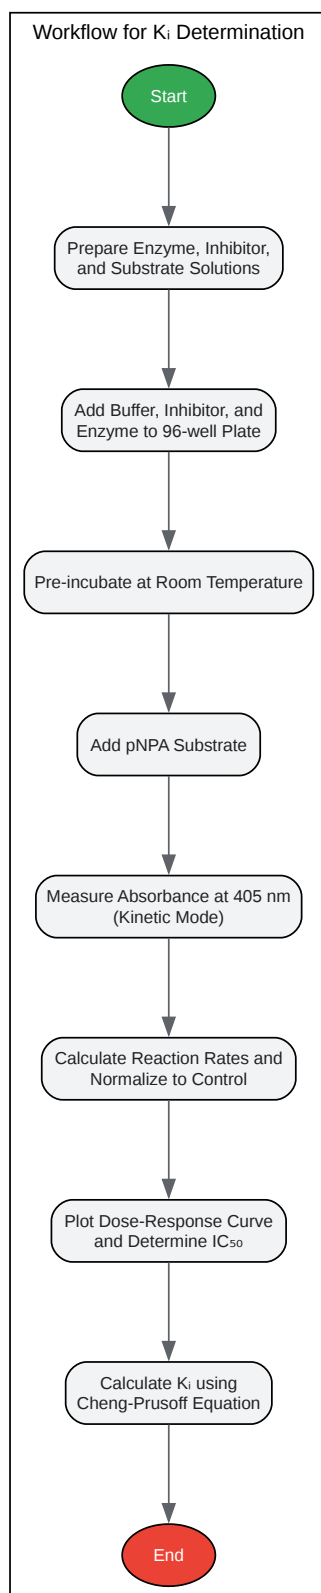 Workflow for Kᵢ Determination
Start
Prepare Enzyme, Inhibitor,
and Substrate Solutions
Add Buffer, Inhibitor, and
Enzyme to 96-well Plate
Pre-incubate at Room Temperature
Add pNPA Substrate
Measure Absorbance at 405 nm
(Kinetic Mode)
Calculate Reaction Rates and
Normalize to Control
Plot Dose-Response Curve
and Determine IC₅₀
Calculate Kᵢ using
Cheng-Prusoff Equation
End